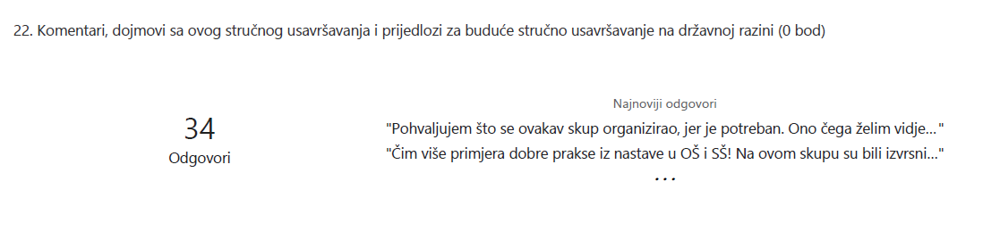 22. Komentari, dojmovi sa ovog stručnog usavršavanja i prijedlozi za buduće stručno usavršavanje na državnoj razini (0 bod)
34
Odgovori
Najnoviji odgovori
"Pohvaljujem što se ovakav skup organizirao, jer je potreban. Ono čega želim vidje..."
"Čim više primjera dobre prakse iz nastave u OŠ i SŠ! Na ovom skupu su bili izvrsni..."
...